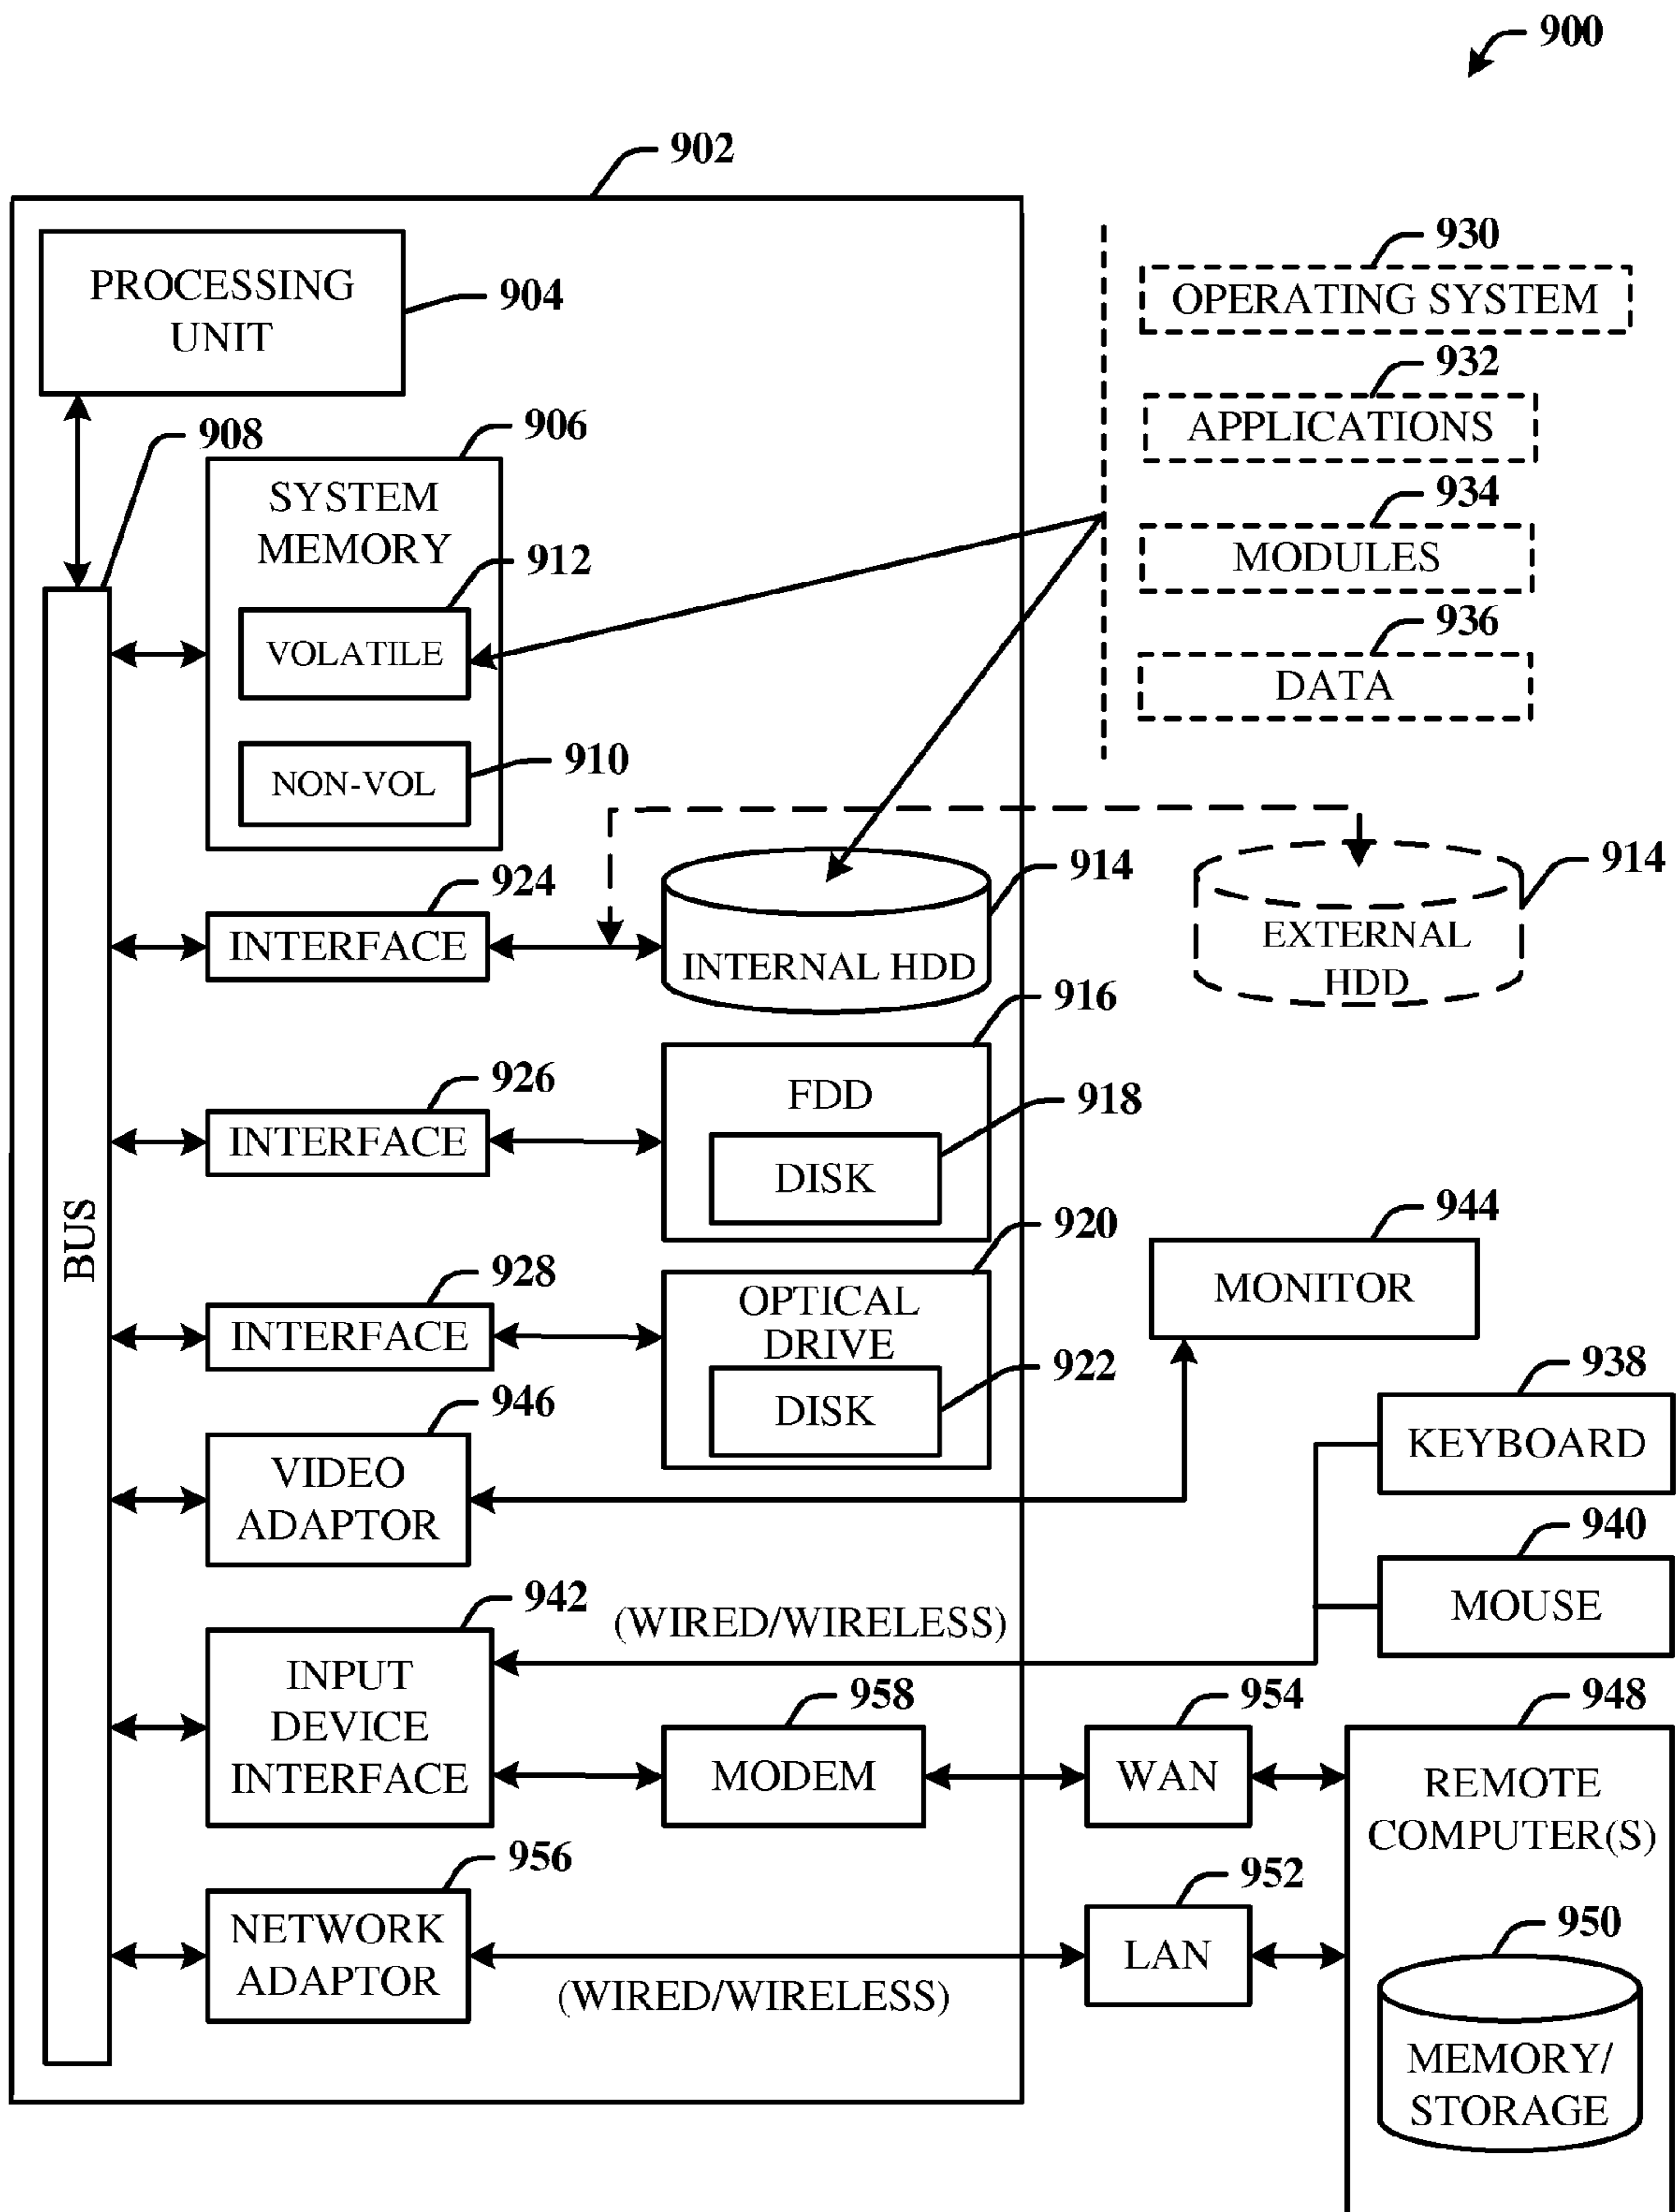 900
902
PROCESSING
UNIT
904
930
OPERATING SYSTEM
932
APPLICATIONS
934
MODULES
936
DATA
908
906
SYSTEM
MEMORY
912
VOLATILE
910
NON-VOL
924
INTERFACE
914
INTERNAL HDD
914
EXTERNAL
HDD
916
926
INTERFACE
FDD
918
DISK
BUS
920
928
INTERFACE
OPTICAL
DRIVE
922
DISK
944
MONITOR
938
KEYBOARD
946
VIDEO
ADAPTOR
940
MOUSE
942
(WIRED/WIRELESS)
INPUT
DEVICE
INTERFACE
958
MODEM
954
WAN
948
REMOTE
COMPUTER(S)
956
NETWORK
ADAPTOR
(WIRED/WIRELESS)
952
LAN
950
MEMORY/
STORAGE